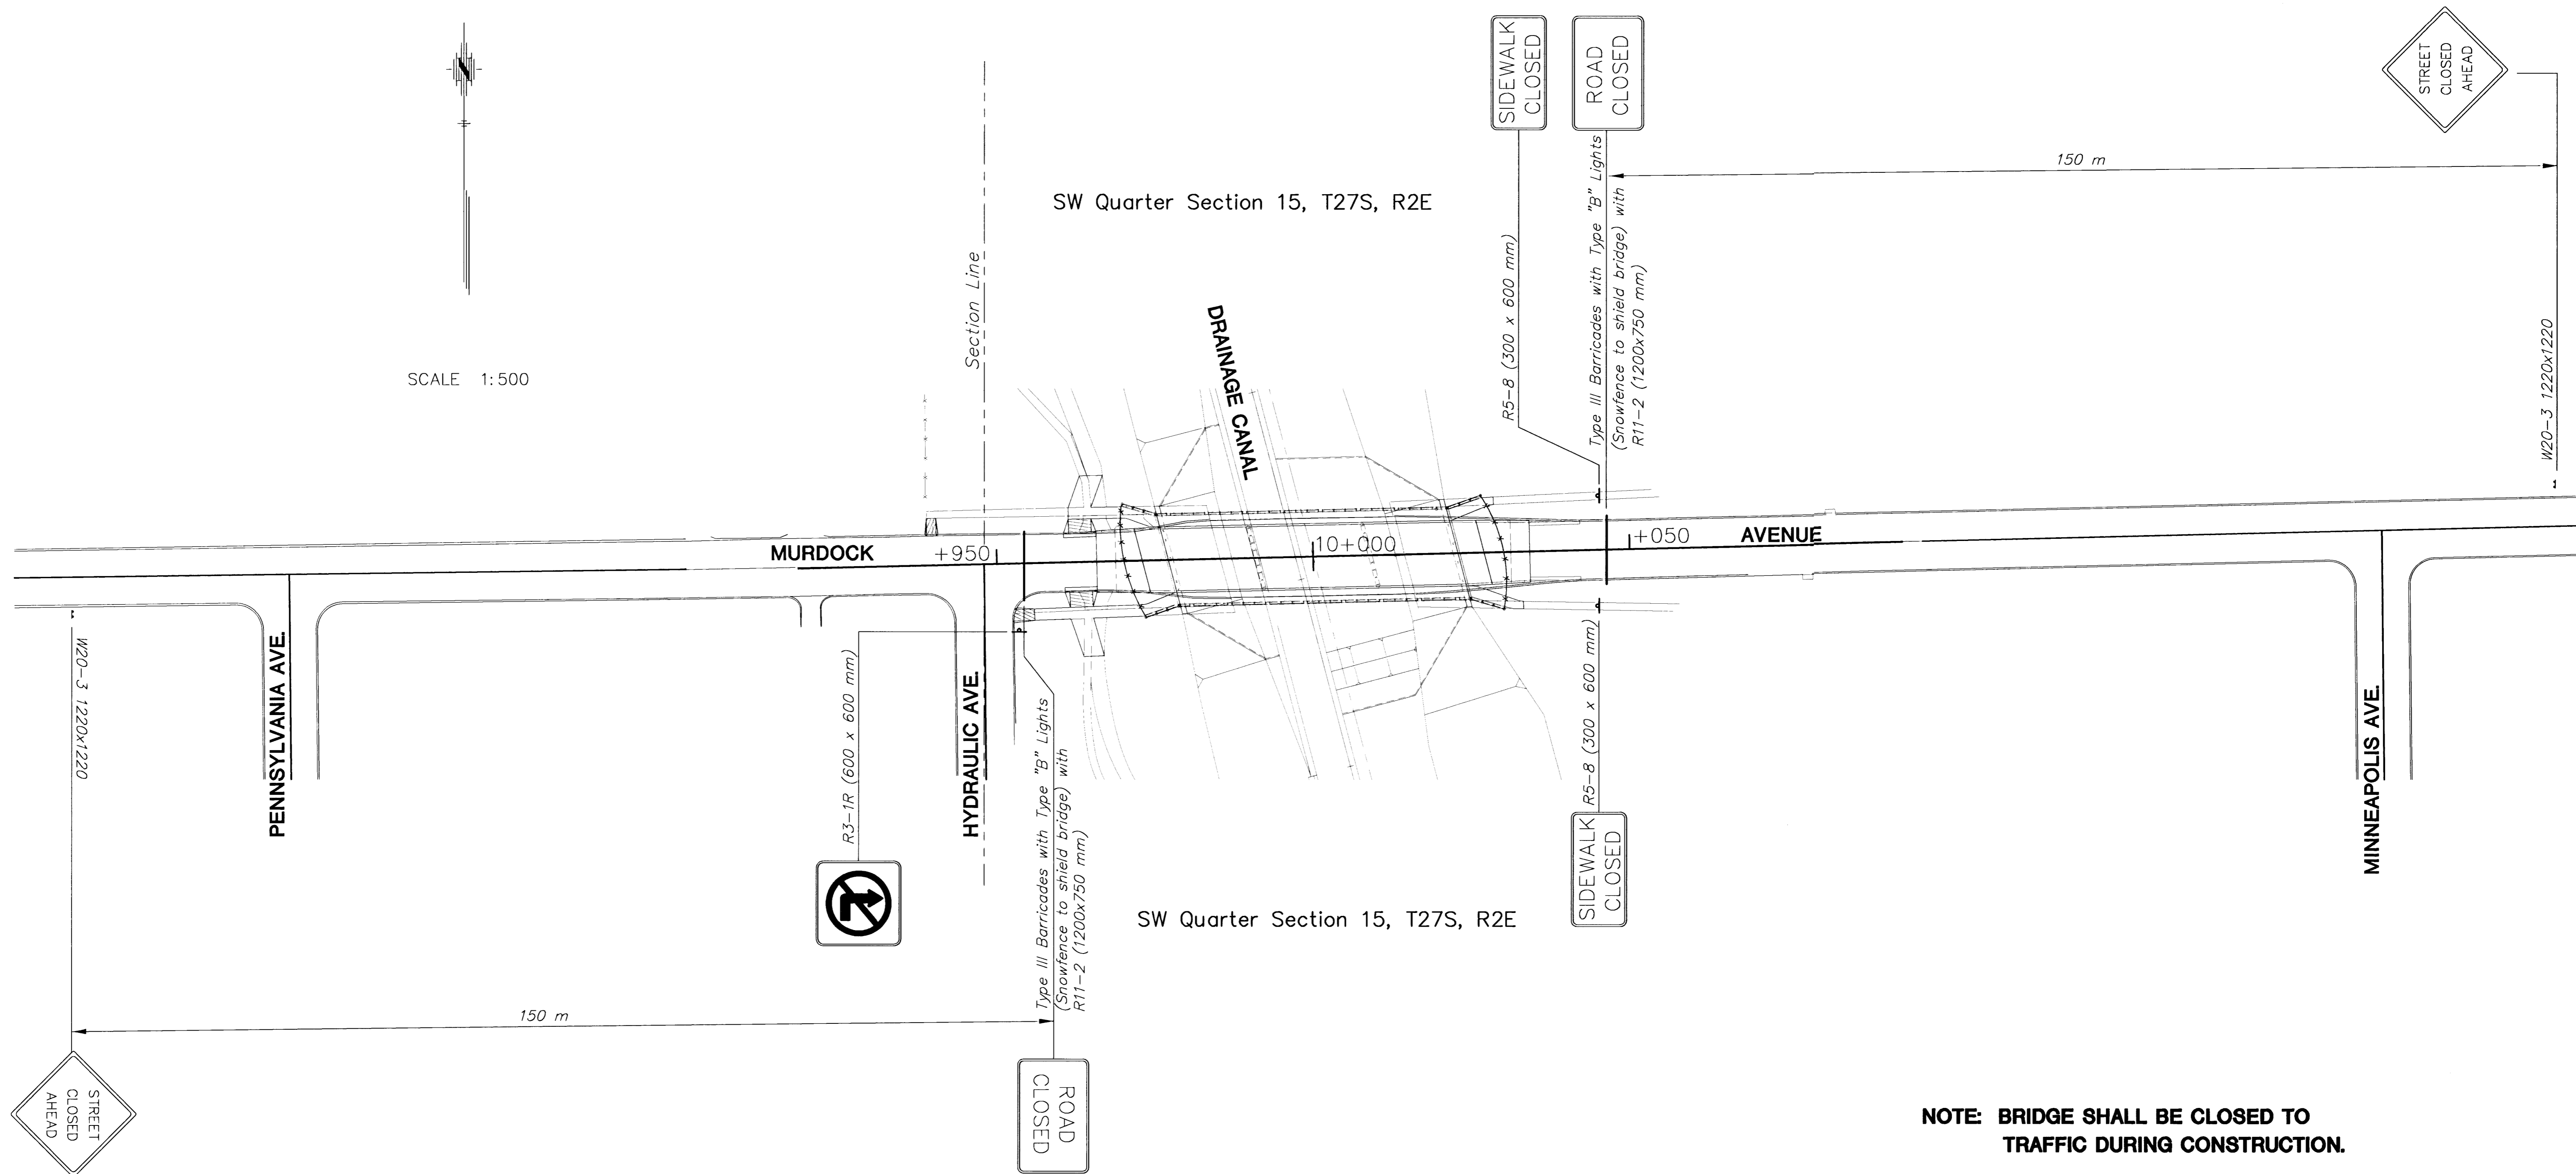 SIDEWALK
CLOSED
ROAD
CLOSED
STREET
CLOSED
AHEAD
150 m
SW Quarter Section 15, T27S, R2E
R5-8 (300 x 600 mm)
Type III Barricades with Type "B" Lights
(Snowfence to shield bridge) with
R11-2 (1200x750 mm)
W20-3 1220x1220
Section Line
DRAINAGE CANAL
SCALE 1:500
MURDOCK
+950
10+000
+050
AVENUE
W20-3 1220x1220
PENNSYLVANIA AVE.
R3-1R (600 x 600 mm)
HYDRAULIC AVE.
Type III Barricades with Type "B" Lights
(Snowfence to shield bridge) with
R11-2 (1200x750 mm)
R5-8 (300 x 600 mm)
SIDEWALK
CLOSED
MINNEAPOLIS AVE.
SW Quarter Section 15, T27S, R2E
150 m
STREET
CLOSED
AHEAD
ROAD
CLOSED
NOTE: BRIDGE SHALL BE CLOSED TO
TRAFFIC DURING CONSTRUCTION.